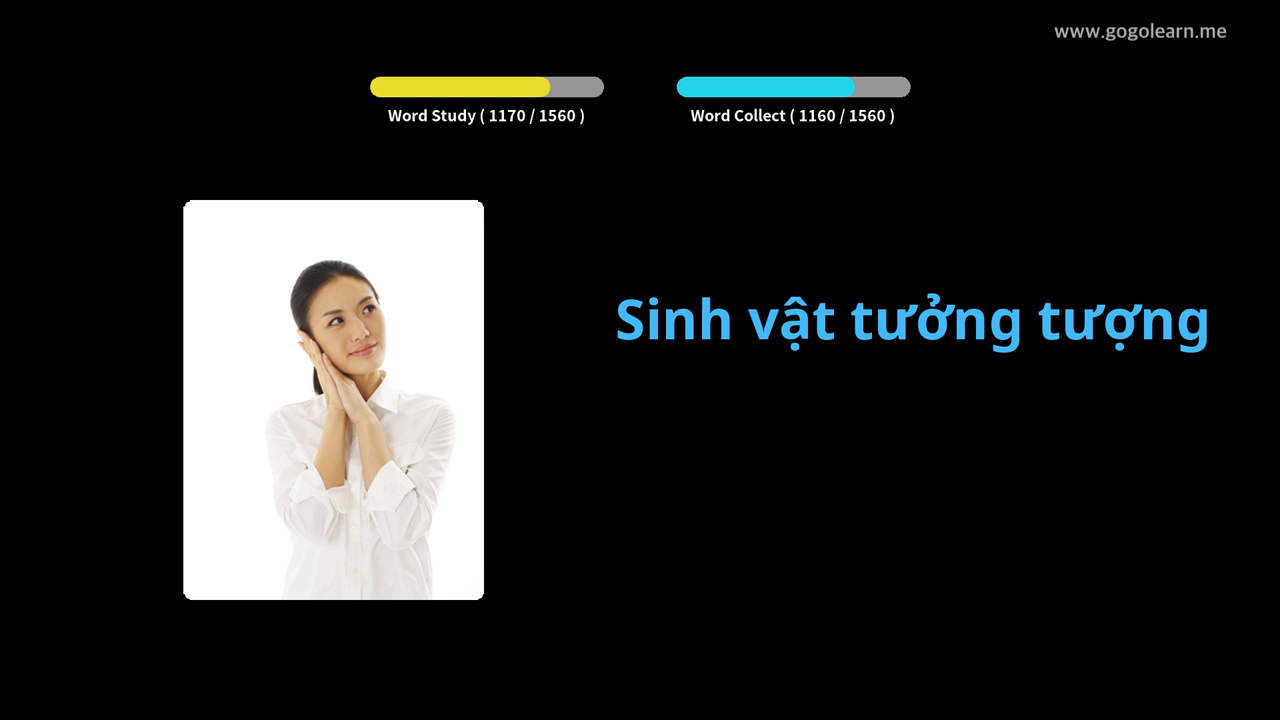 www.gogolearn.me
Word Study ( 1170 / 1560 )
Word Collect ( 1160 / 1560 )
Sinh vật tưởng tượng